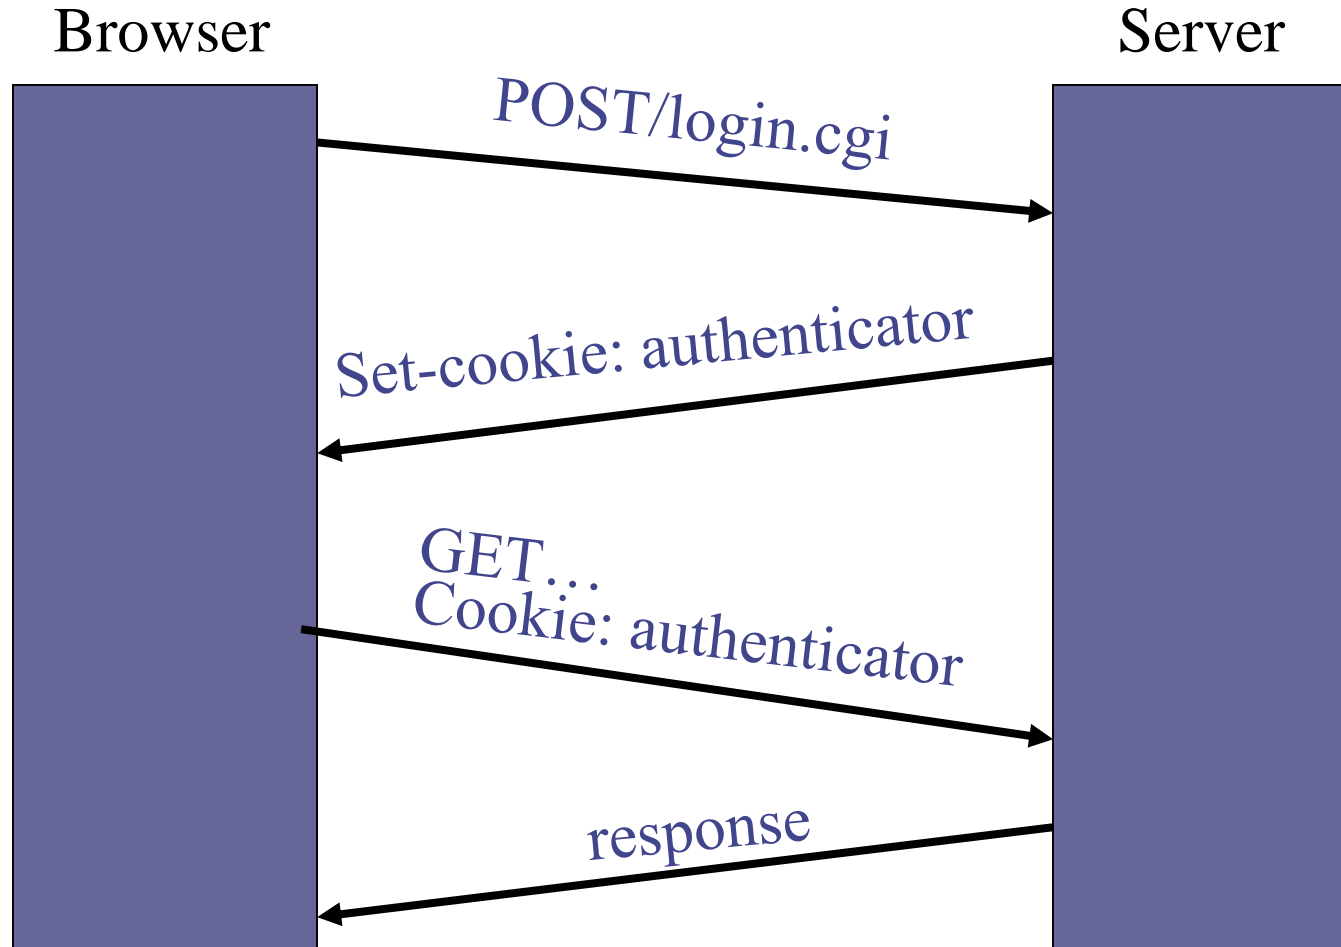 Browser
Server
POST/login.cgi
Set-cookie: authenticator
GET…
Cookie: authenticator
response